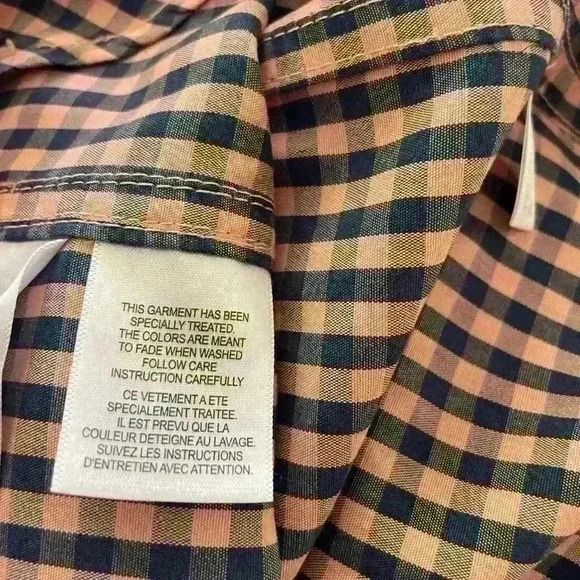 THIS GARMENT HAS BEEN
SPECIALLY TREATED.
THE COLORS ARE MEANT
TO FADE WHEN WASHED
FOLLOW CARE
INSTRUCTION CAREFULLY
CE VETEMENT A ETE
SPECIALEMENT TRAITEE.
IL EST PREVU QUE LA
COULEUR DETEIGNE AU LAVAGE.
SUIVEZ LES INSTRUCTIONS
D'ENTRETIEN AVEC ATTENTION.